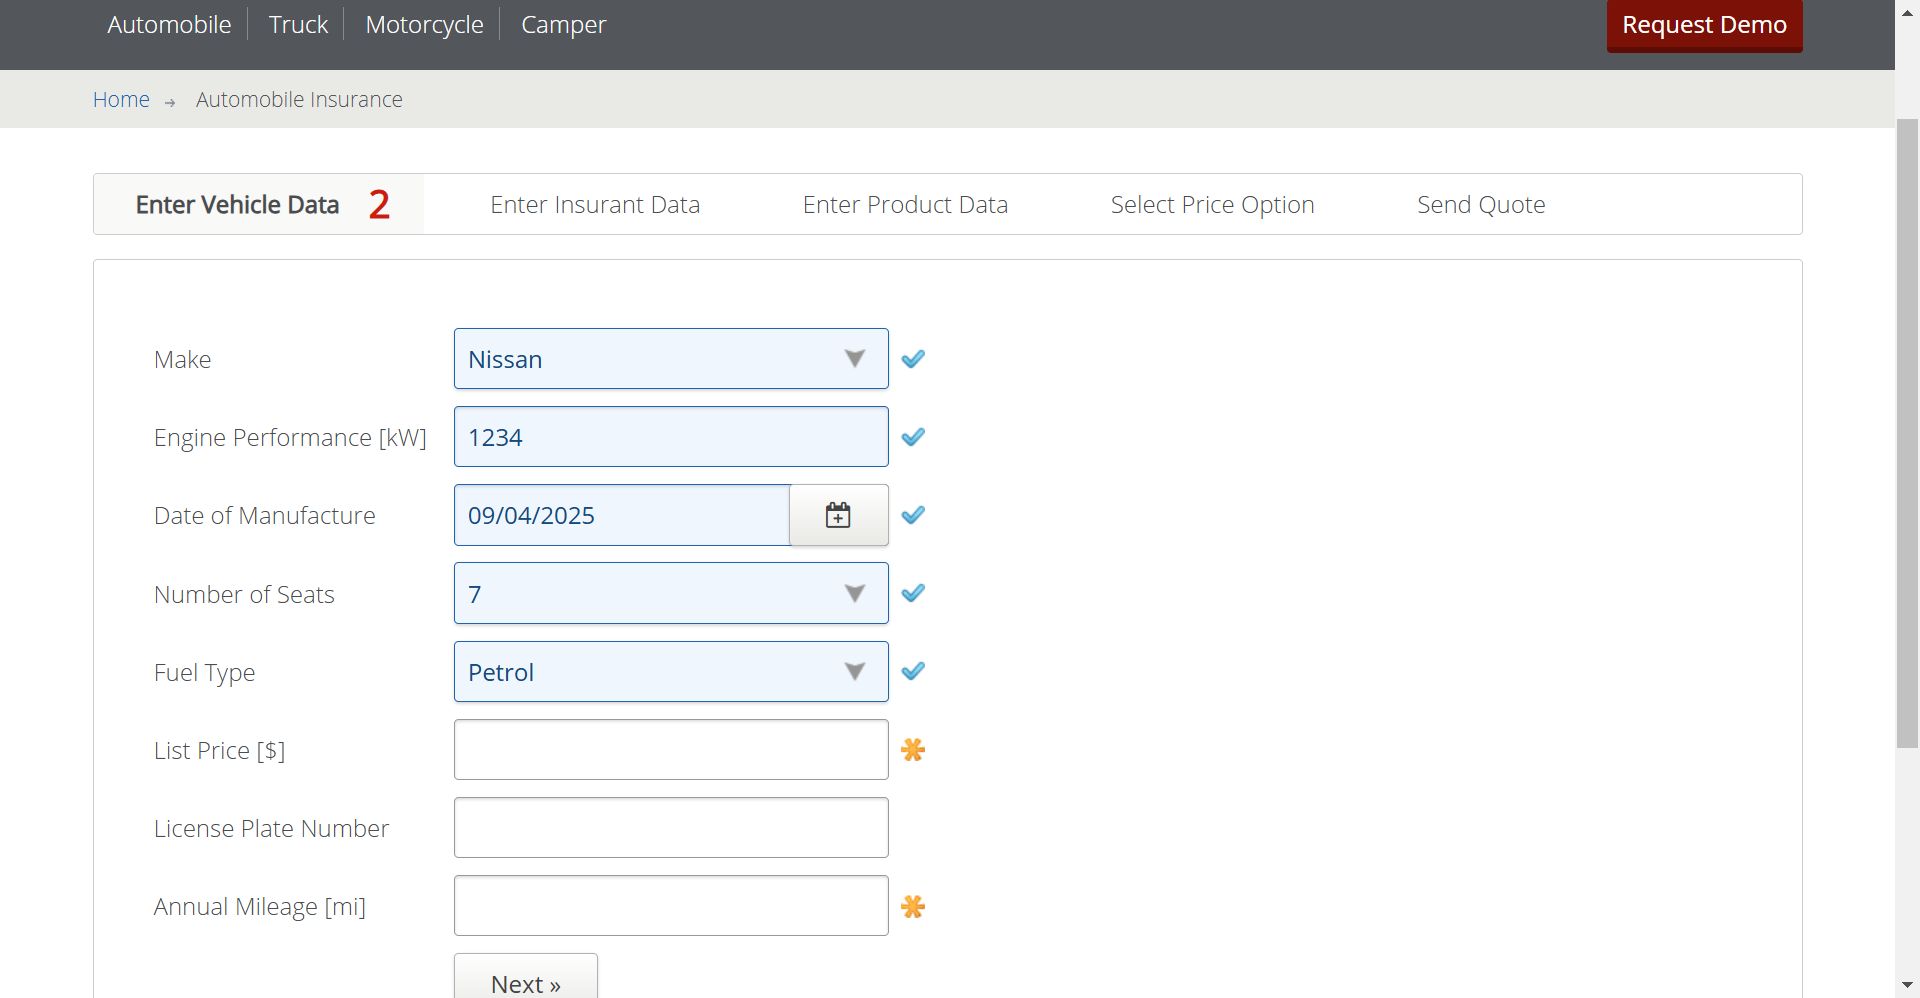 Automobile Truck Motorcycle Camper Request Demo
Home → Automobile Insurance
Enter Vehicle Data 2 Enter Insurant Data Enter Product Data Select Price Option Send Quote
Make Nissan
Engine Performance [kW] 1234
Date of Manufacture 09/04/2025
Number of Seats 7
Fuel Type Petrol
List Price [$]
License Plate Number
Annual Mileage [mi]
Next »